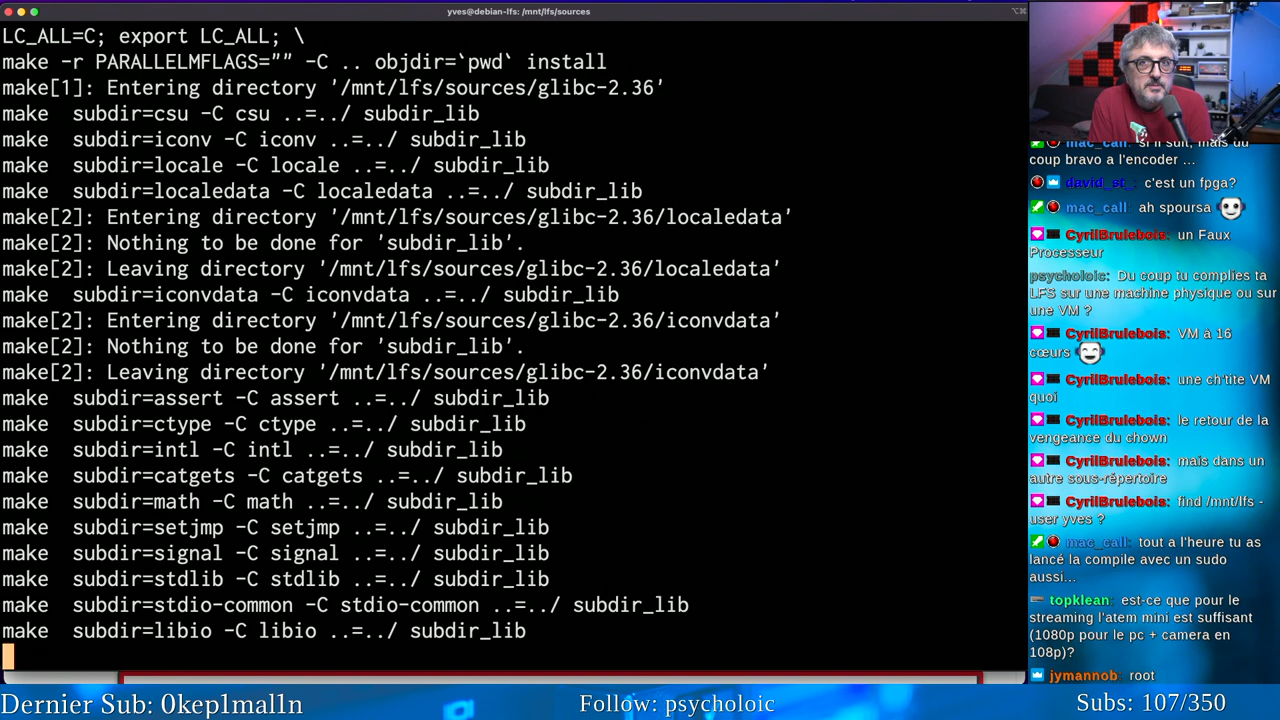 yves@debian-lfs: /mnt/lfs/sources
LC_ALL=C; export LC_ALL; \
make -r PARALLELMFLAGS="" -C .. objdir=`pwd` install
make[1]: Entering directory '/mnt/lfs/sources/glibc-2.36'
make  subdir=csu -C csu ..=../ subdir_lib
make  subdir=iconv -C iconv ..=../ subdir_lib
make  subdir=locale -C locale ..=../ subdir_lib
make  subdir=localedata -C localedata ..=../ subdir_lib
make[2]: Entering directory '/mnt/lfs/sources/glibc-2.36/localedata'
make[2]: Nothing to be done for 'subdir_lib'.
make[2]: Leaving directory '/mnt/lfs/sources/glibc-2.36/localedata'
make  subdir=iconvdata -C iconvdata ..=../ subdir_lib
make[2]: Entering directory '/mnt/lfs/sources/glibc-2.36/iconvdata'
make[2]: Nothing to be done for 'subdir_lib'.
make[2]: Leaving directory '/mnt/lfs/sources/glibc-2.36/iconvdata'
make  subdir=assert -C assert ..=../ subdir_lib
make  subdir=ctype -C ctype ..=../ subdir_lib
make  subdir=intl -C intl ..=../ subdir_lib
make  subdir=catgets -C catgets ..=../ subdir_lib
make  subdir=math -C math ..=../ subdir_lib
make  subdir=setjmp -C setjmp ..=../ subdir_lib
make  subdir=signal -C signal ..=../ subdir_lib
make  subdir=stdlib -C stdlib ..=../ subdir_lib
make  subdir=stdio-common -C stdio-common ..=../ subdir_lib
make  subdir=libio -C libio ..=../ subdir_lib
mac_call: si il suit, mais du
coup bravo a l'encoder ...
david_st_: c'est un fpga?
mac_call: ah spoursa
CyrilBrulebois: un Faux
Processeur
psycholoic: Du coup tu complies ta
LFS sur une machine physique ou sur
une VM ?
CyrilBrulebois: VM à 16
cœurs
CyrilBrulebois: une ch'tite VM
quoi
CyrilBrulebois: le retour de la
vengeance du chown
CyrilBrulebois: mais dans un
autre sous-répertoire
CyrilBrulebois: find /mnt/lfs -
user yves ?
mac_call: tout a l'heure tu as
lancé la compile avec un sudo
aussi...
topklean: est-ce que pour le
streaming l'atem mini est suffisant
(1080p pour le pc + camera en
108p)?
jymannob: root
Dernier Sub: 0kep1mal1n
Follow: psycholoic
Subs: 107/350